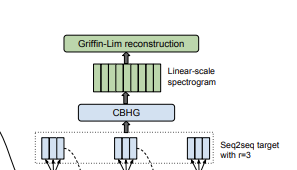 Griffin-Lim reconstruction
Linear-scale
spectrogram
CBHG
Seq2seq target
with r=3